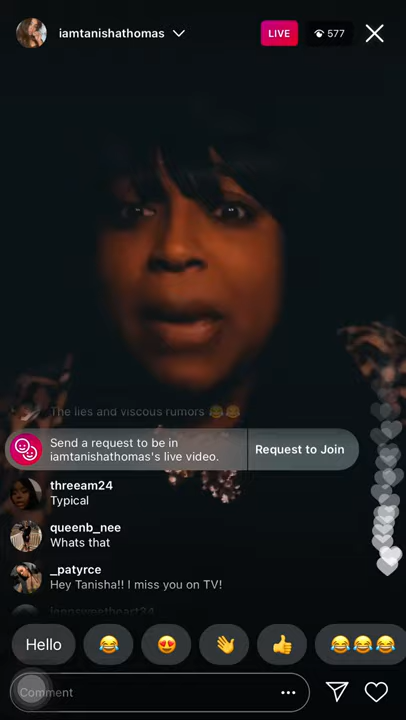 iamtanishathomas
LIVE
577
The lies and viscous rumors 😂😂
Send a request to be in
iamtanishathomas's live video.
Request to Join
threeam24
Typical
queenb_nee
Whats that
_patyrce
Hey Tanisha!! I miss you on TV!
Hello 😂 😍 👋 👍 😂😂😂
Comment